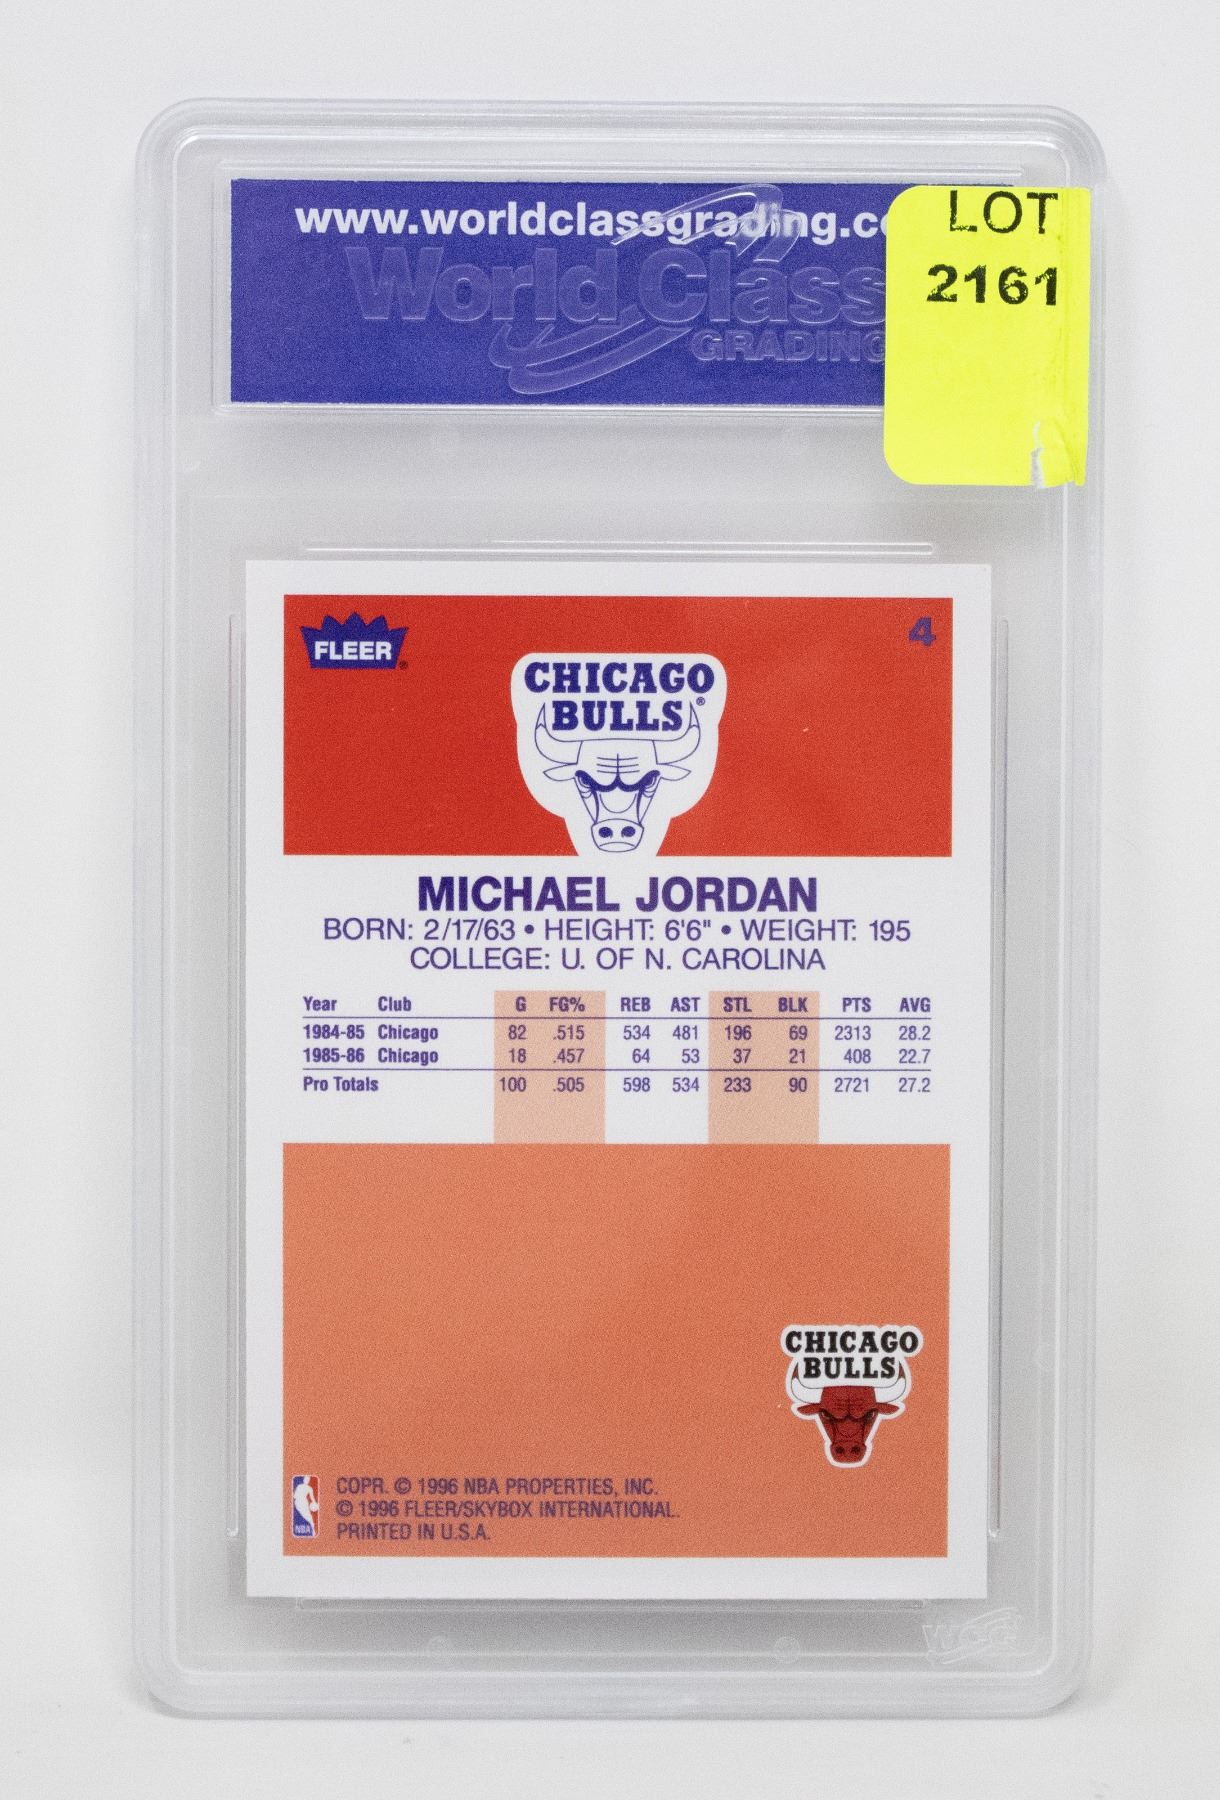 www.worldclassgrading.co
World Class
GRADING
LOT
2161
FLEER®
4
CHICAGO
BULLS®
MICHAEL JORDAN
BORN: 2/17/63 • HEIGHT: 6'6" • WEIGHT: 195
COLLEGE: U. OF N. CAROLINA
Year Club G FG% REB AST STL BLK PTS AVG
1984-85 Chicago 82 .515 534 481 196 69 2313 28.2
1985-86 Chicago 18 .457 64 53 37 21 408 22.7
Pro Totals 100 .505 598 534 233 90 2721 27.2
CHICAGO
BULLS
NBA
COPR. © 1996 NBA PROPERTIES, INC.
© 1996 FLEER/SKYBOX INTERNATIONAL.
PRINTED IN U.S.A.
WCG